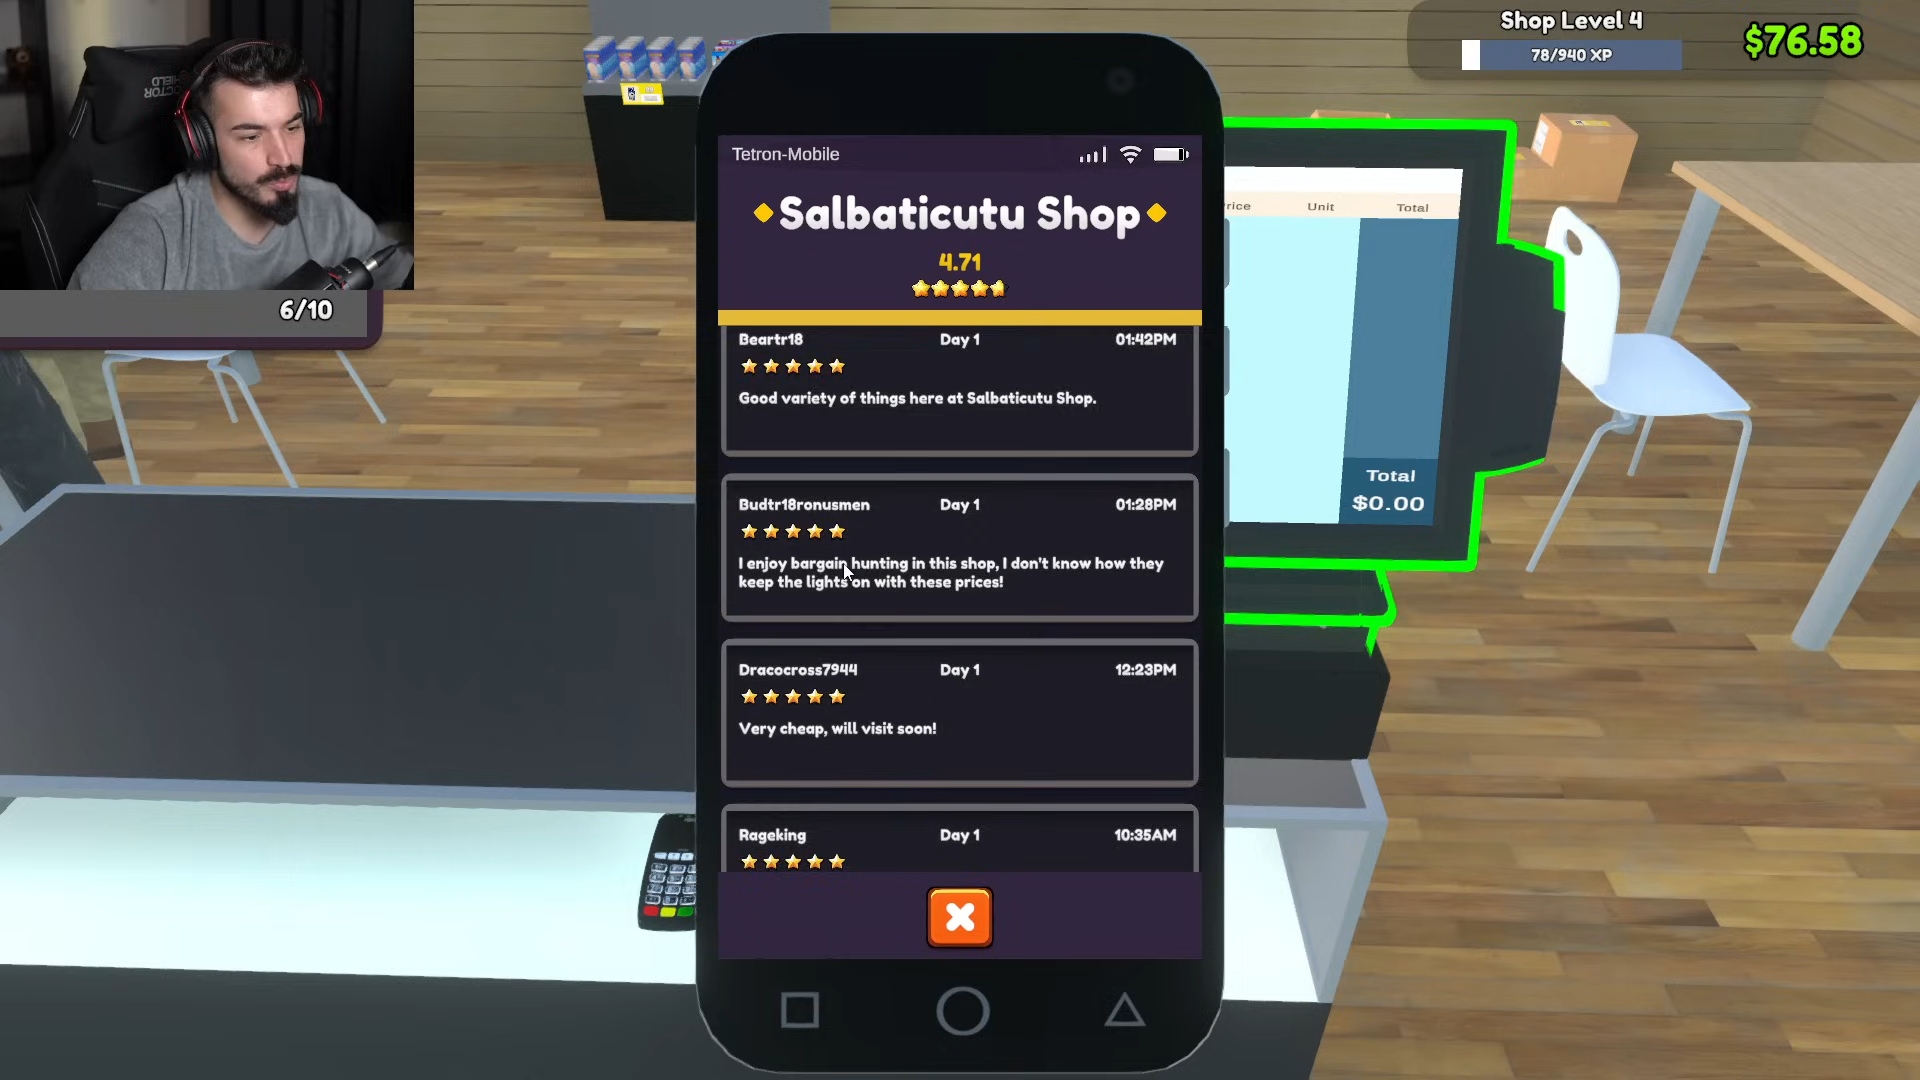 Shop Level 4
78/940 XP
$76.58
6/10
Tetron-Mobile
Salbaticutu Shop
4.71
Beartr18 Day 1 01:42PM
Good variety of things here at Salbaticutu Shop.
Budtr18ronusmen Day 1 01:28PM
I enjoy bargain hunting in this shop, I don't know how they
keep the lights on with these prices!
Dracocross7944 Day 1 12:23PM
Very cheap, will visit soon!
Rageking Day 1 10:35AM
Unit Total
Total
$0.00